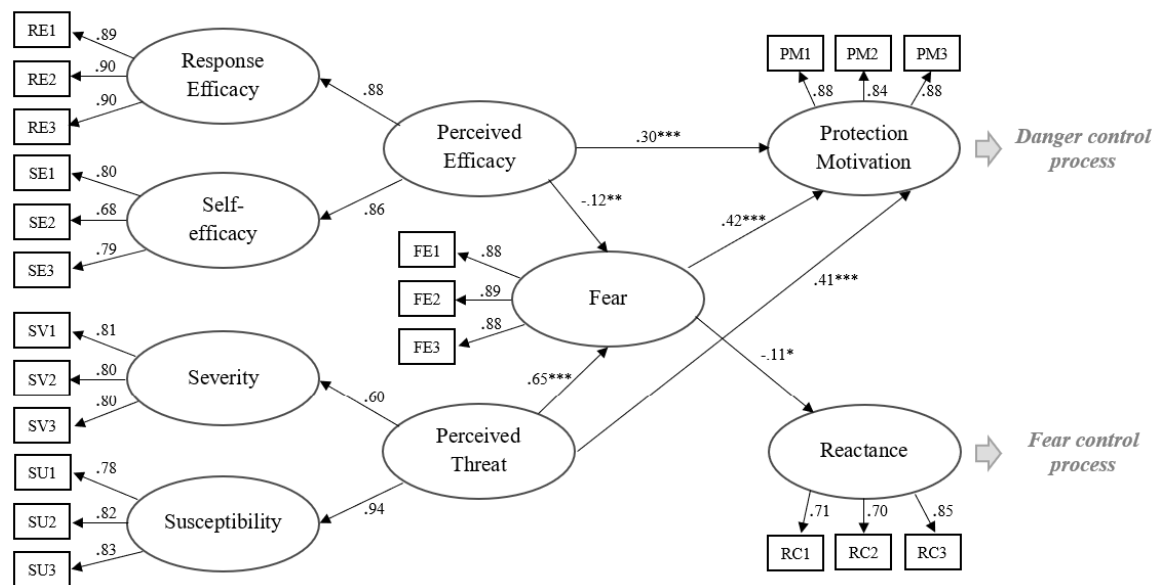 RE1
.89
RE2
.90
RE3
.90
Response
Efficacy
.88
SE1
.80
SE2
.68
SE3
.79
Self-
efficacy
.86
Perceived
Efficacy
.30***
-.12**
PM1
PM2
PM3
.88
.84
.88
Protection
Motivation
Danger control
process
FE1
.88
FE2
.89
FE3
.88
Fear
.42***
.41***
-.11*
.65***
SV1
.81
SV2
.80
SV3
.80
Severity
.60
SU1
.78
SU2
.82
SU3
.83
Susceptibility
.94
Perceived
Threat
Reactance
.71
.70
.85
RC1
RC2
RC3
Fear control
process